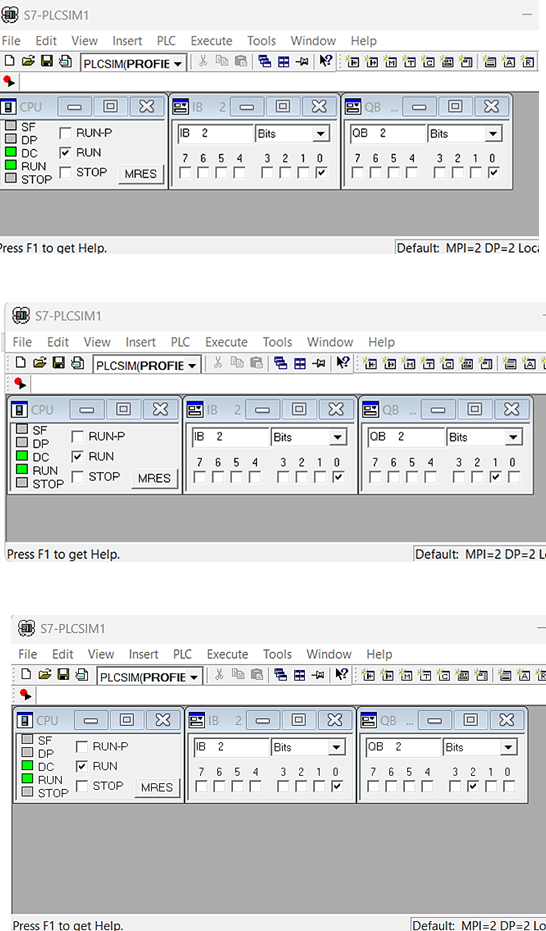 S7-PLCSIM1
File Edit View Insert PLC Execute Tools Window Help
PLCSIM(PROFIE
CPU IB 2 QB ...
SF
DP
DC
RUN
STOP
RUN-P
RUN
STOP
MRES
IB 2 Bits
7 6 5 4 3 2 1 0
QB 2 Bits
7 6 5 4 3 2 1 0
Press F1 to get Help. Default: MPI=2 DP=2 Loca
S7-PLCSIM1
File Edit View Insert PLC Execute Tools Window Help
PLCSIM(PROFIE
CPU IB 2 QB ...
SF
DP
DC
RUN
STOP
RUN-P
RUN
STOP
MRES
IB 2 Bits
7 6 5 4 3 2 1 0
QB 2 Bits
7 6 5 4 3 2 1 0
Press F1 to get Help. Default: MPI=2 DP=2 L
S7-PLCSIM1
File Edit View Insert PLC Execute Tools Window Help
PLCSIM(PROFIE
CPU IB 2 QB ...
SF
DP
DC
RUN
STOP
RUN-P
RUN
STOP
MRES
IB 2 Bits
7 6 5 4 3 2 1 0
QB 2 Bits
7 6 5 4 3 2 1 0
Press F1 to get Help. Default: MPI=2 DP=2 Lo